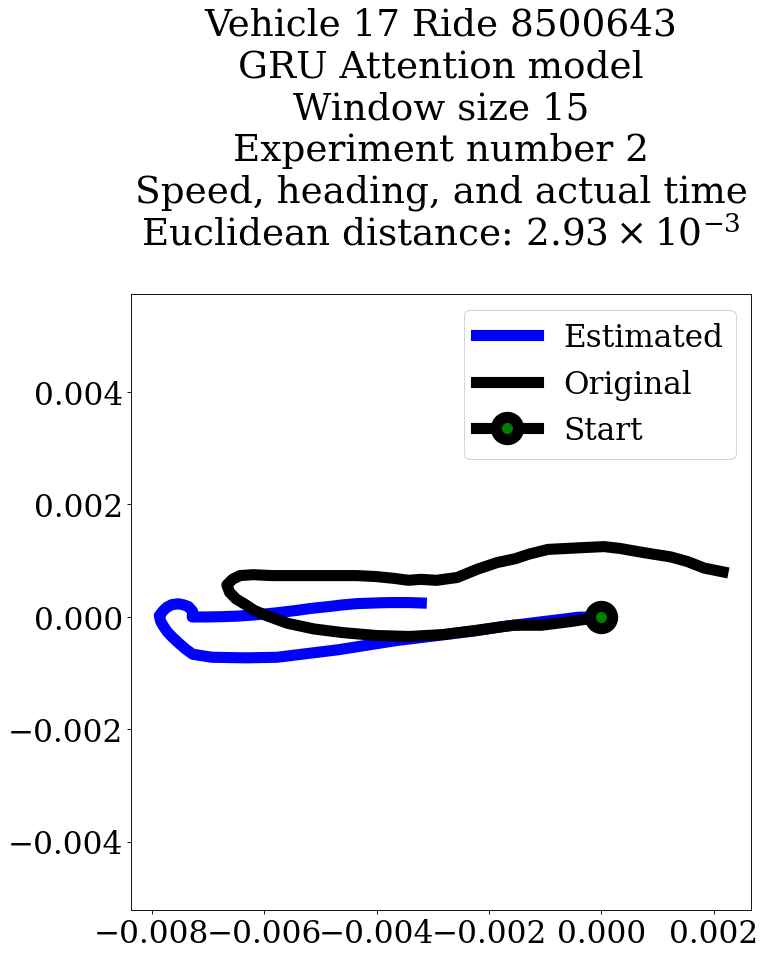 Vehicle 17 Ride 8500643
GRU Attention model
Window size 15
Experiment number 2
Speed, heading, and actual time
Euclidean distance: 2.93 × 10⁻³
Estimated
Original
Start
0.004
0.002
0.000
−0.002
−0.004
−0.008 −0.006 −0.004 −0.002 0.000 0.002